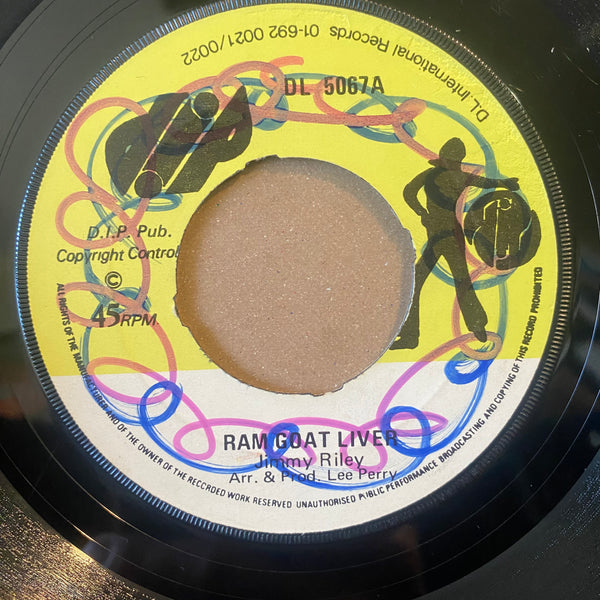 DL International Records 01-692 0021/0022
DL 5067A
D.I.P. Pub.
Copyright Control
©
45RPM
RAM GOAT LIVER
Jimmy Riley
Arr. & Prod. Lee Perry
ALL RIGHTS OF THE MANUFACTURER AND OF THE OWNER OF THE RECORDED WORK RESERVED. UNAUTHORISED PUBLIC PERFORMANCE BROADCASTING AND COPYING OF THIS RECORD PROHIBITED